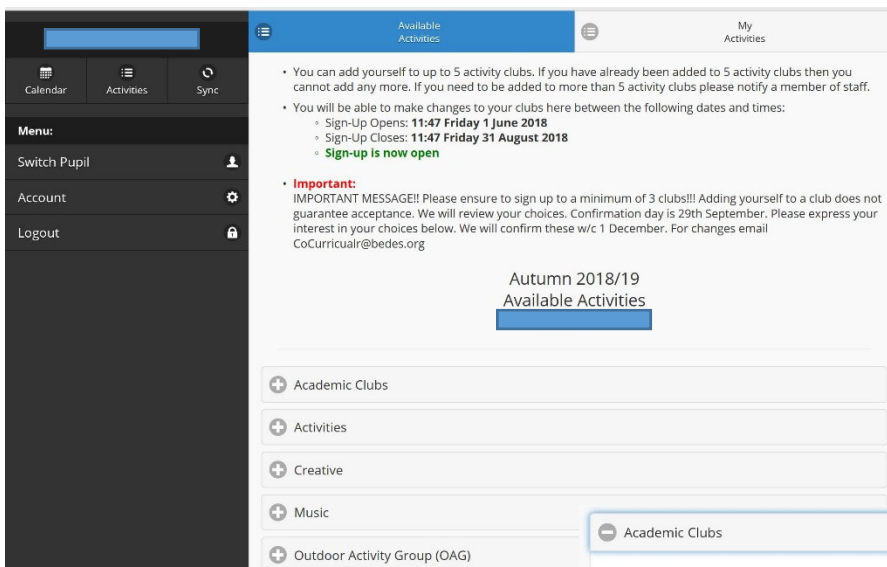 Calendar
Activities
Sync
Menu:
Switch Pupil
Account
Logout
Available
Activities
My
Activities
• You can add yourself to up to 5 activity clubs. If you have already been added to 5 activity clubs then you
cannot add any more. If you need to be added to more than 5 activity clubs please notify a member of staff.
• You will be able to make changes to your clubs here between the following dates and times:
◦ Sign-Up Opens: 11:47 Friday 1 June 2018
◦ Sign-Up Closes: 11:47 Friday 31 August 2018
◦ Sign-up is now open
• Important:
IMPORTANT MESSAGE!! Please ensure to sign up to a minimum of 3 clubs!!! Adding yourself to a club does not
guarantee acceptance. We will review your choices. Confirmation day is 29th September. Please express your
interest in your choices below. We will confirm these w/c 1 December. For changes email
CoCurricualr@bedes.org
Autumn 2018/19
Available Activities
Academic Clubs
Activities
Creative
Music
Outdoor Activity Group (OAG)
Academic Clubs